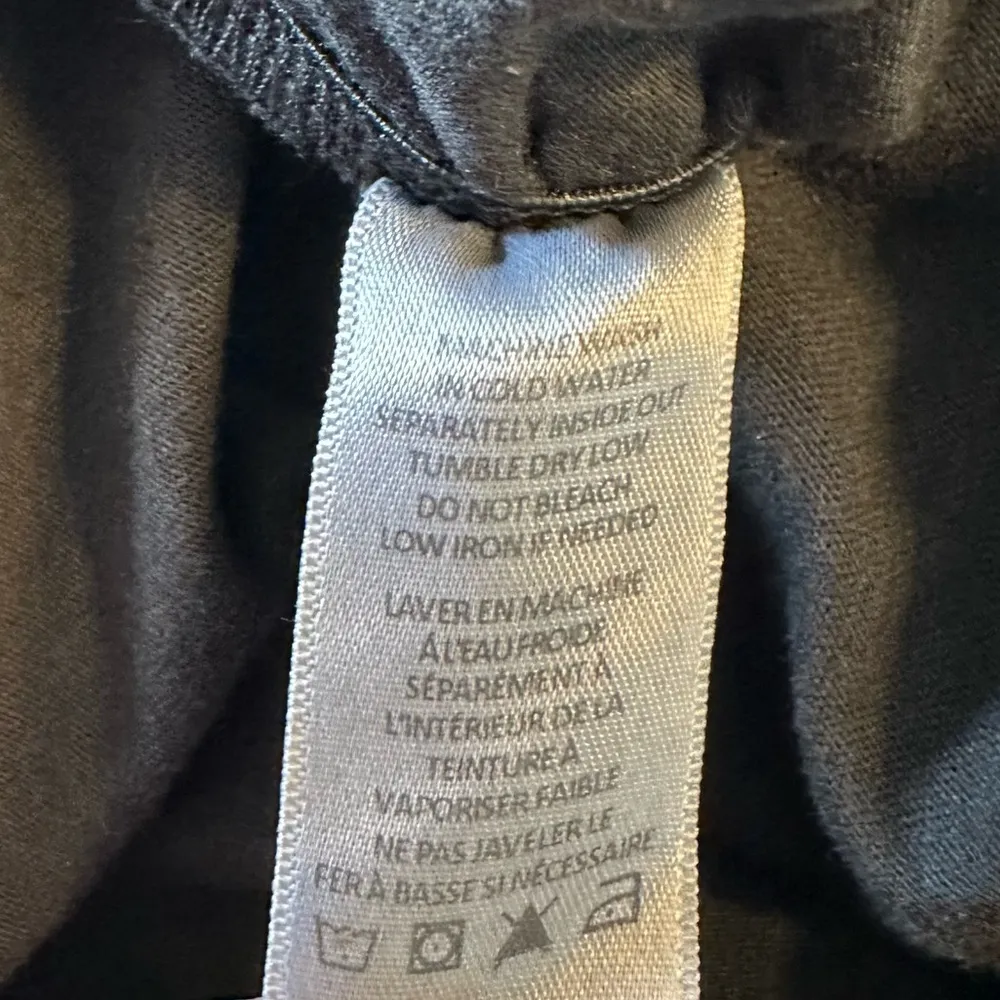 MACHINE WASH
IN COLD WATER
SEPARATELY INSIDE OUT
TUMBLE DRY LOW
DO NOT BLEACH
LOW IRON IF NEEDED
LAVER EN MACHINE
À L'EAU FROIDE
SÉPARÉMENT À
L'INTÉRIEUR DE LA
TEINTURE À
VAPORISER FAIBLE
NE PAS JAVELER LE
FER À BASSE SI NÉCESSAIRE